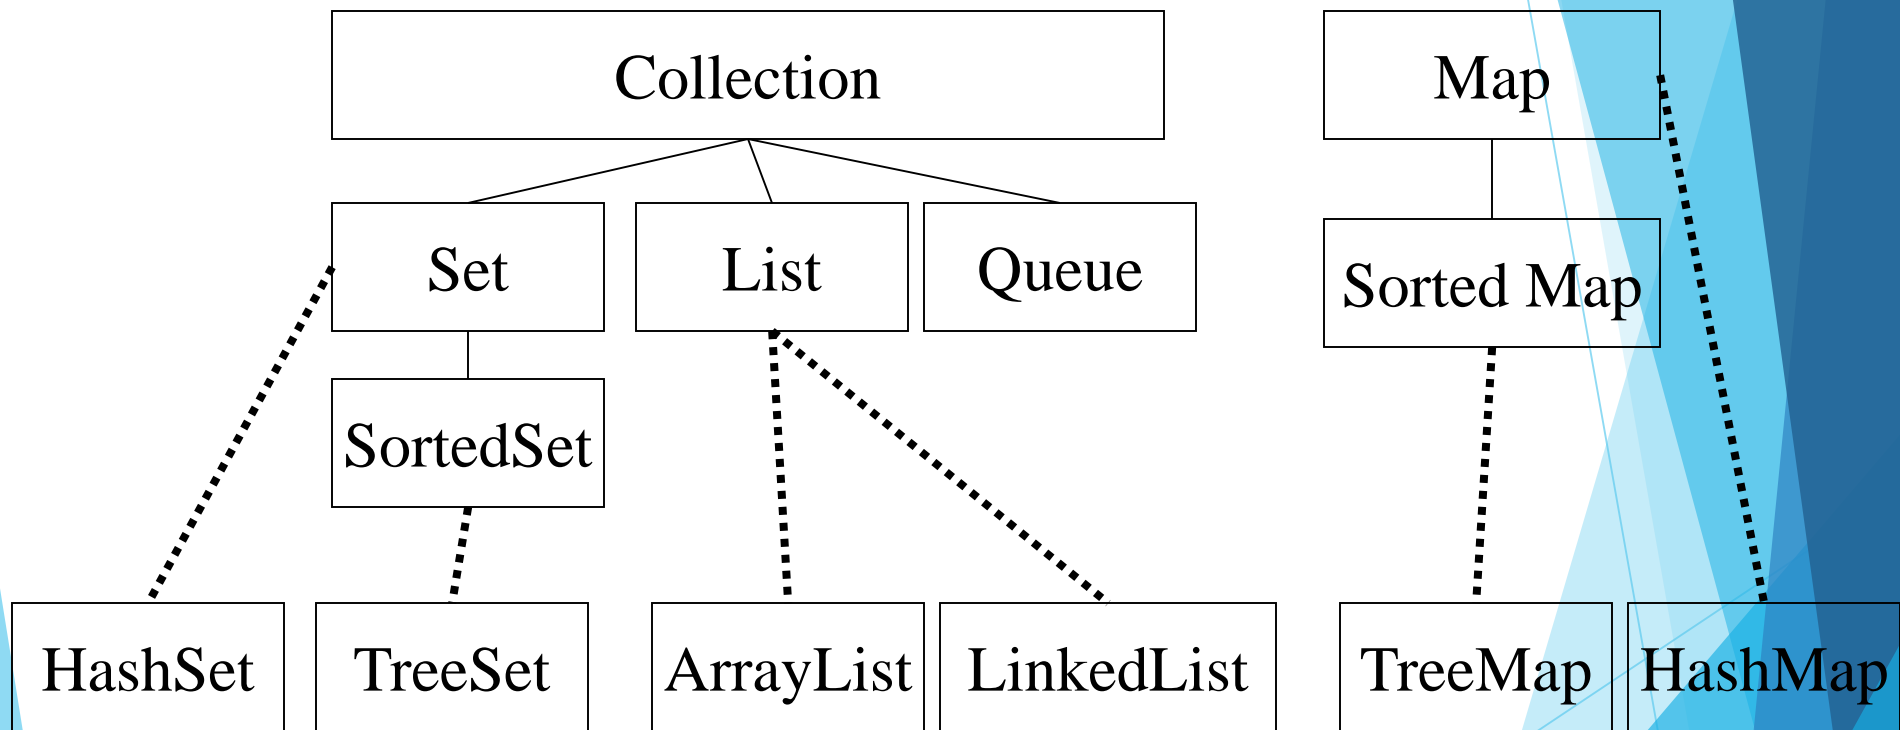 Collection
Map
Set
List
Queue
Sorted Map
SortedSet
HashSet
TreeSet
ArrayList
LinkedList
TreeMap
HashMap